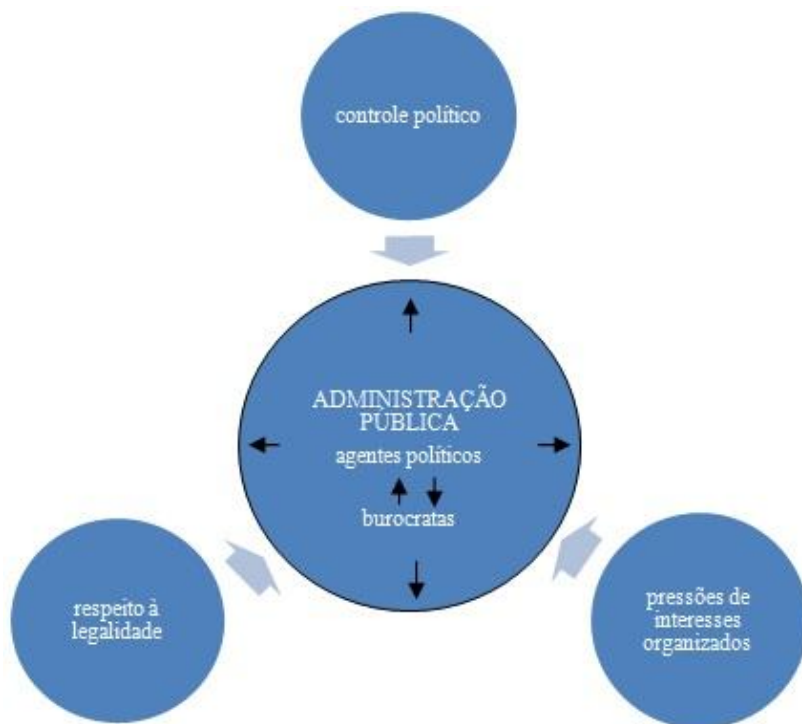 controle político
ADMINISTRAÇÃO
PÚBLICA
agentes políticos
burocratas
respeito à
legalidade
pressões de
interesses
organizados